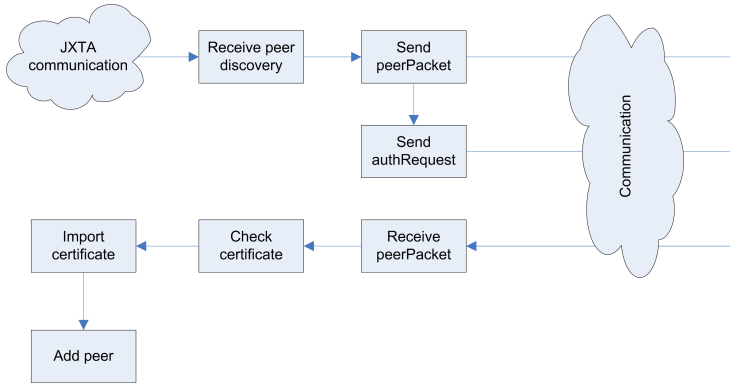 JXTA
communication
Receive peer
discovery
Send
peerPacket
Communication
Send
authRequest
Import
certificate
Check
certificate
Receive
peerPacket
Add peer